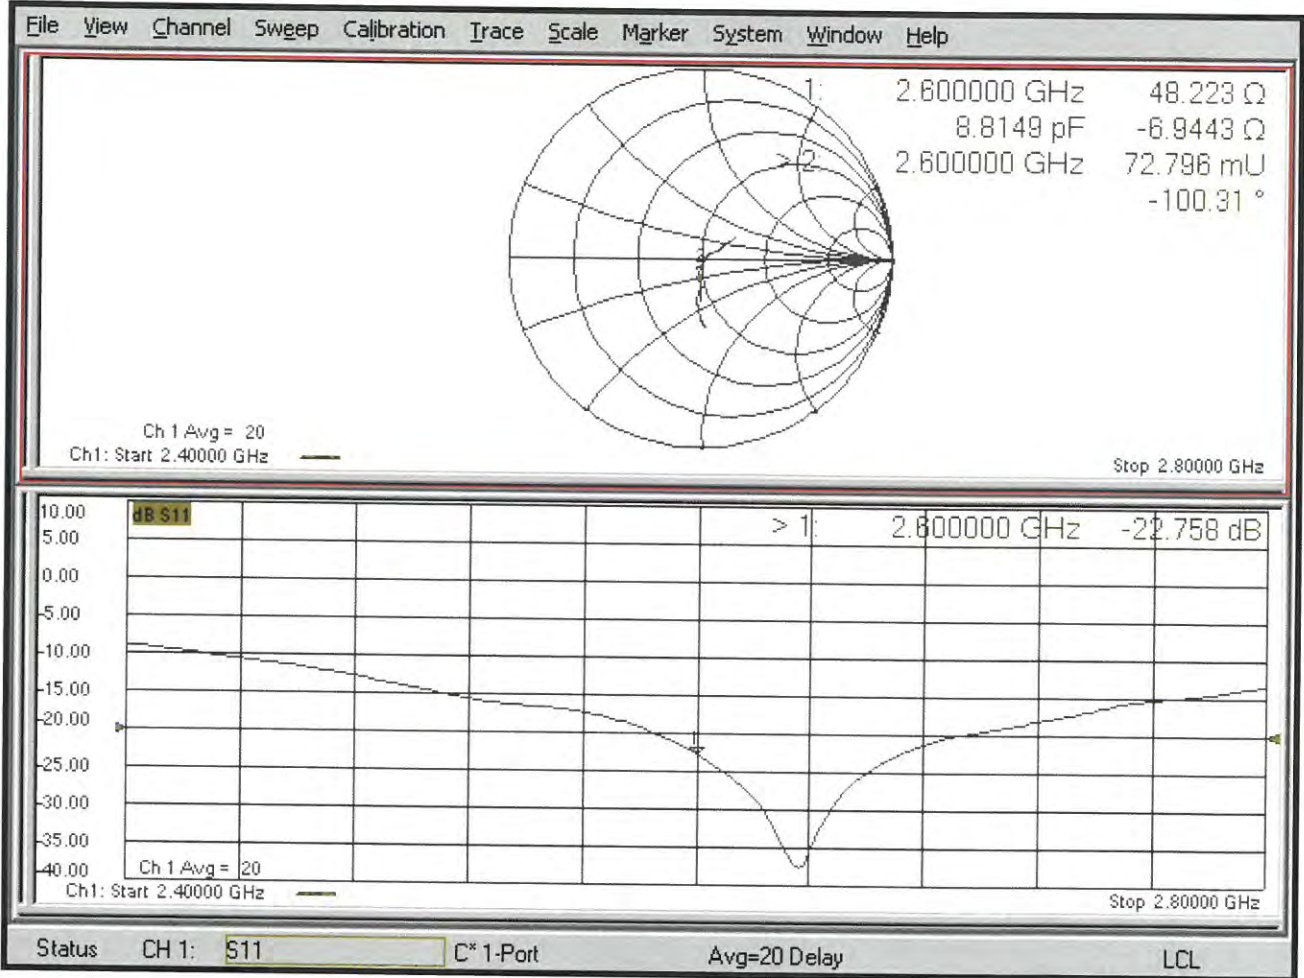 File View Channel Sweep Calibration Trace Scale Marker System Window Help
1: 2.600000 GHz 48.223 Ω
8.8149 pF -6.9443 Ω
> 2: 2.600000 GHz 72.796 mU
-100.31 °
Ch 1 Avg = 20
Ch1: Start 2.40000 GHz
Stop 2.80000 GHz
10.00
dB S11
> 1: 2.600000 GHz -22.758 dB
5.00
0.00
-5.00
-10.00
-15.00
-20.00
-25.00
-30.00
-35.00
-40.00
Ch 1 Avg = 20
Ch1: Start 2.40000 GHz
Stop 2.80000 GHz
Status CH 1: S11 C* 1-Port Avg=20 Delay LCL